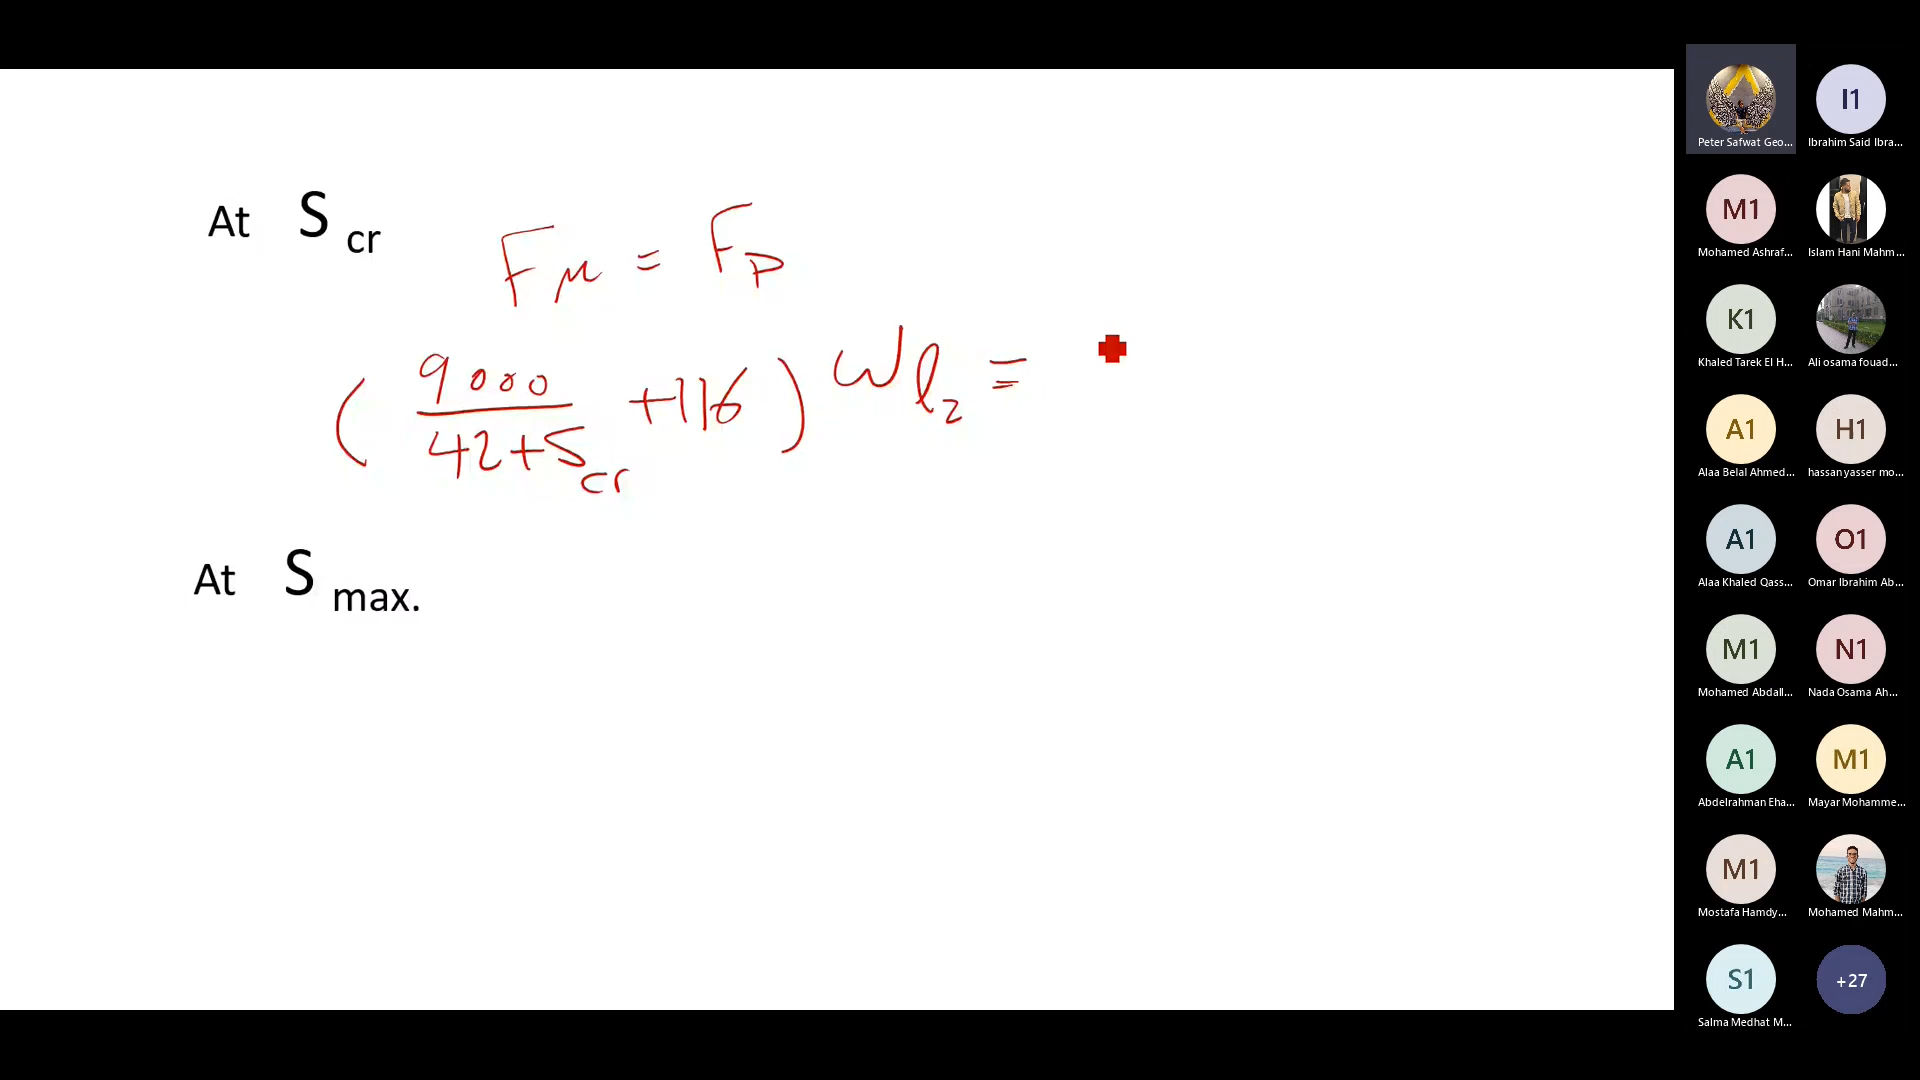 At S cr
Fμ = Fp
( 9000 / 42+Scr +116 ) Wl2 =
At S max.
Peter Safwat Geo...
I1
Ibrahim Said Ibra...
M1
Mohamed Ashraf...
Islam Hani Mahm...
K1
Khaled Tarek El H...
Ali osama fouad...
A1
Alaa Belal Ahmed...
H1
hassan yasser mo...
A1
Alaa Khaled Qass...
O1
Omar Ibrahim Ab...
M1
Mohamed Abdall...
N1
Nada Osama Ah...
A1
Abdelrahman Eha...
M1
Mayar Mohamme...
M1
Mostafa Hamdy...
Mohamed Mahm...
S1
Salma Medhat M...
+27